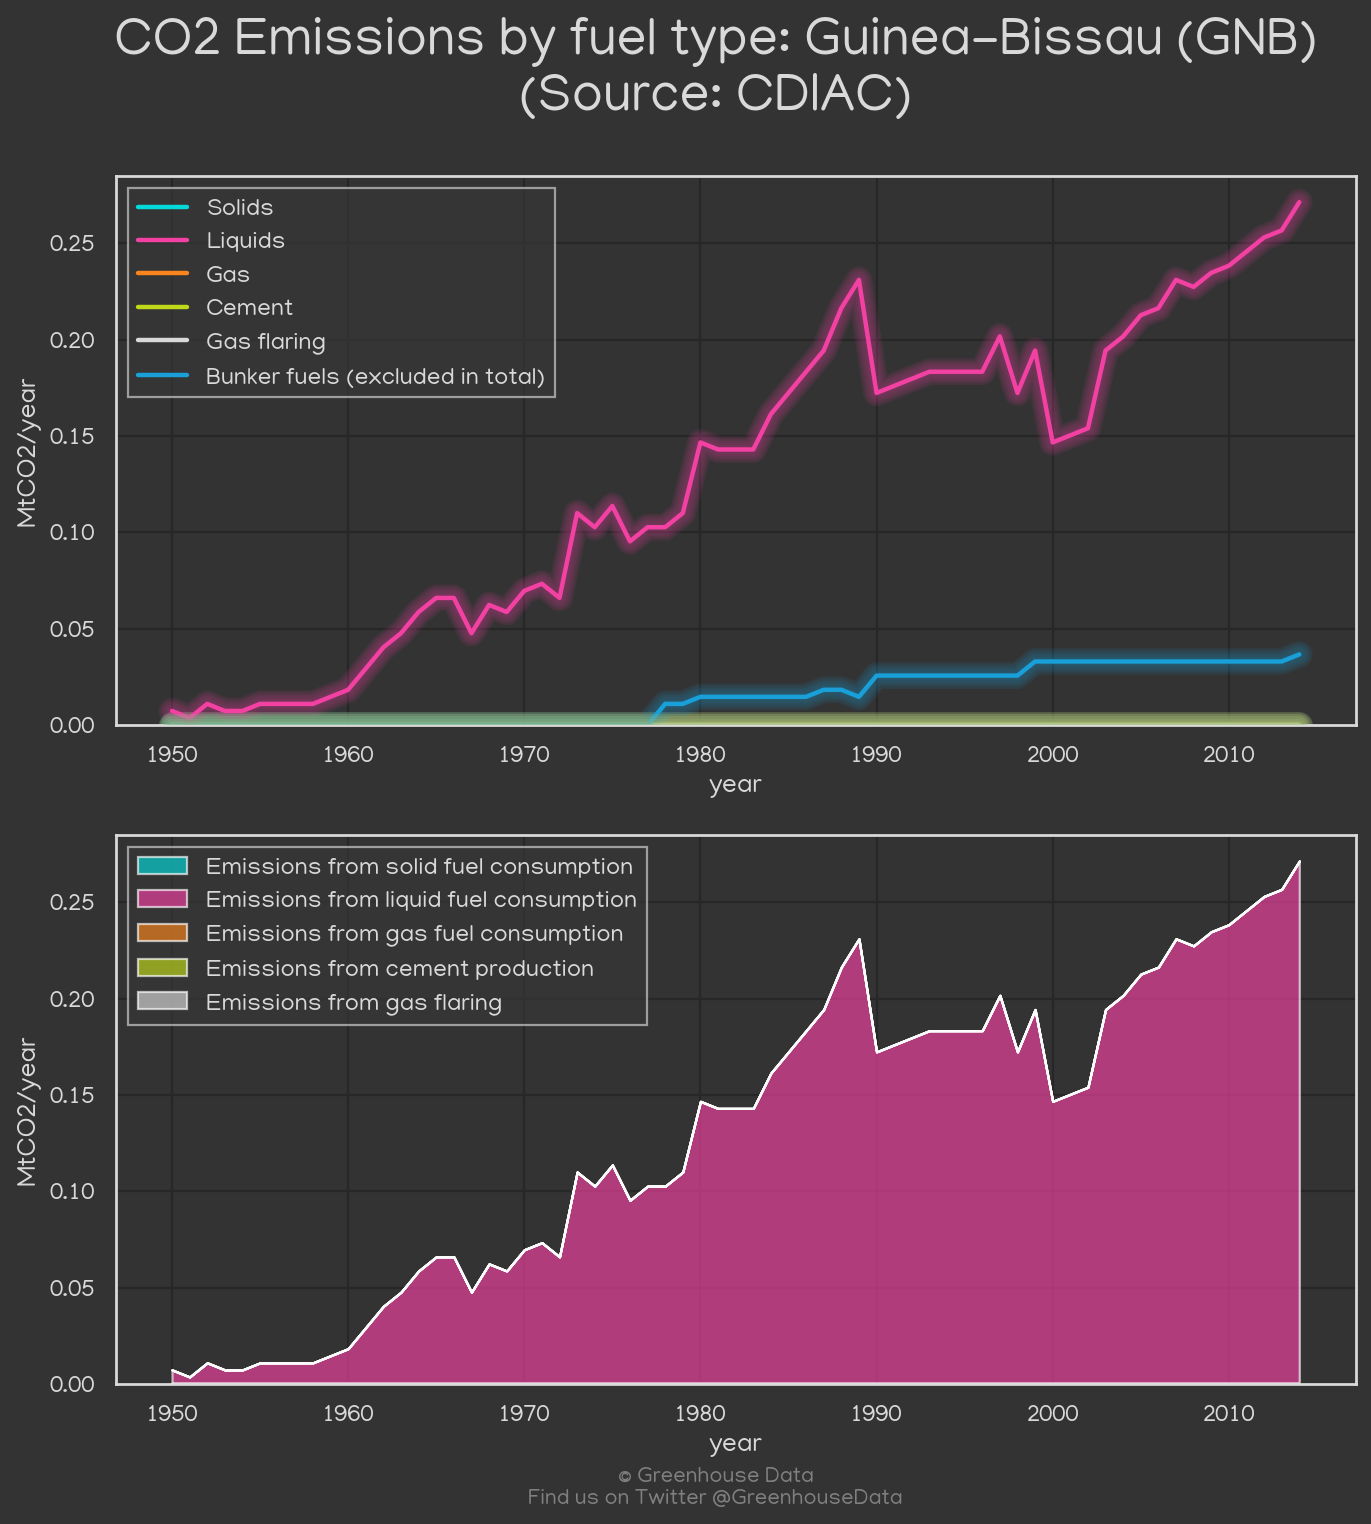 CO2 Emissions by fuel type: Guinea-Bissau (GNB)
(Source: CDIAC)
Solids
Liquids
Gas
Cement
Gas flaring
Bunker fuels (excluded in total)
MtCO2/year
0.25
0.20
0.15
0.10
0.05
0.00
1950 1960 1970 1980 1990 2000 2010
year
Emissions from solid fuel consumption
Emissions from liquid fuel consumption
Emissions from gas fuel consumption
Emissions from cement production
Emissions from gas flaring
MtCO2/year
0.25
0.20
0.15
0.10
0.05
0.00
1950 1960 1970 1980 1990 2000 2010
year
© Greenhouse Data
Find us on Twitter @GreenhouseData